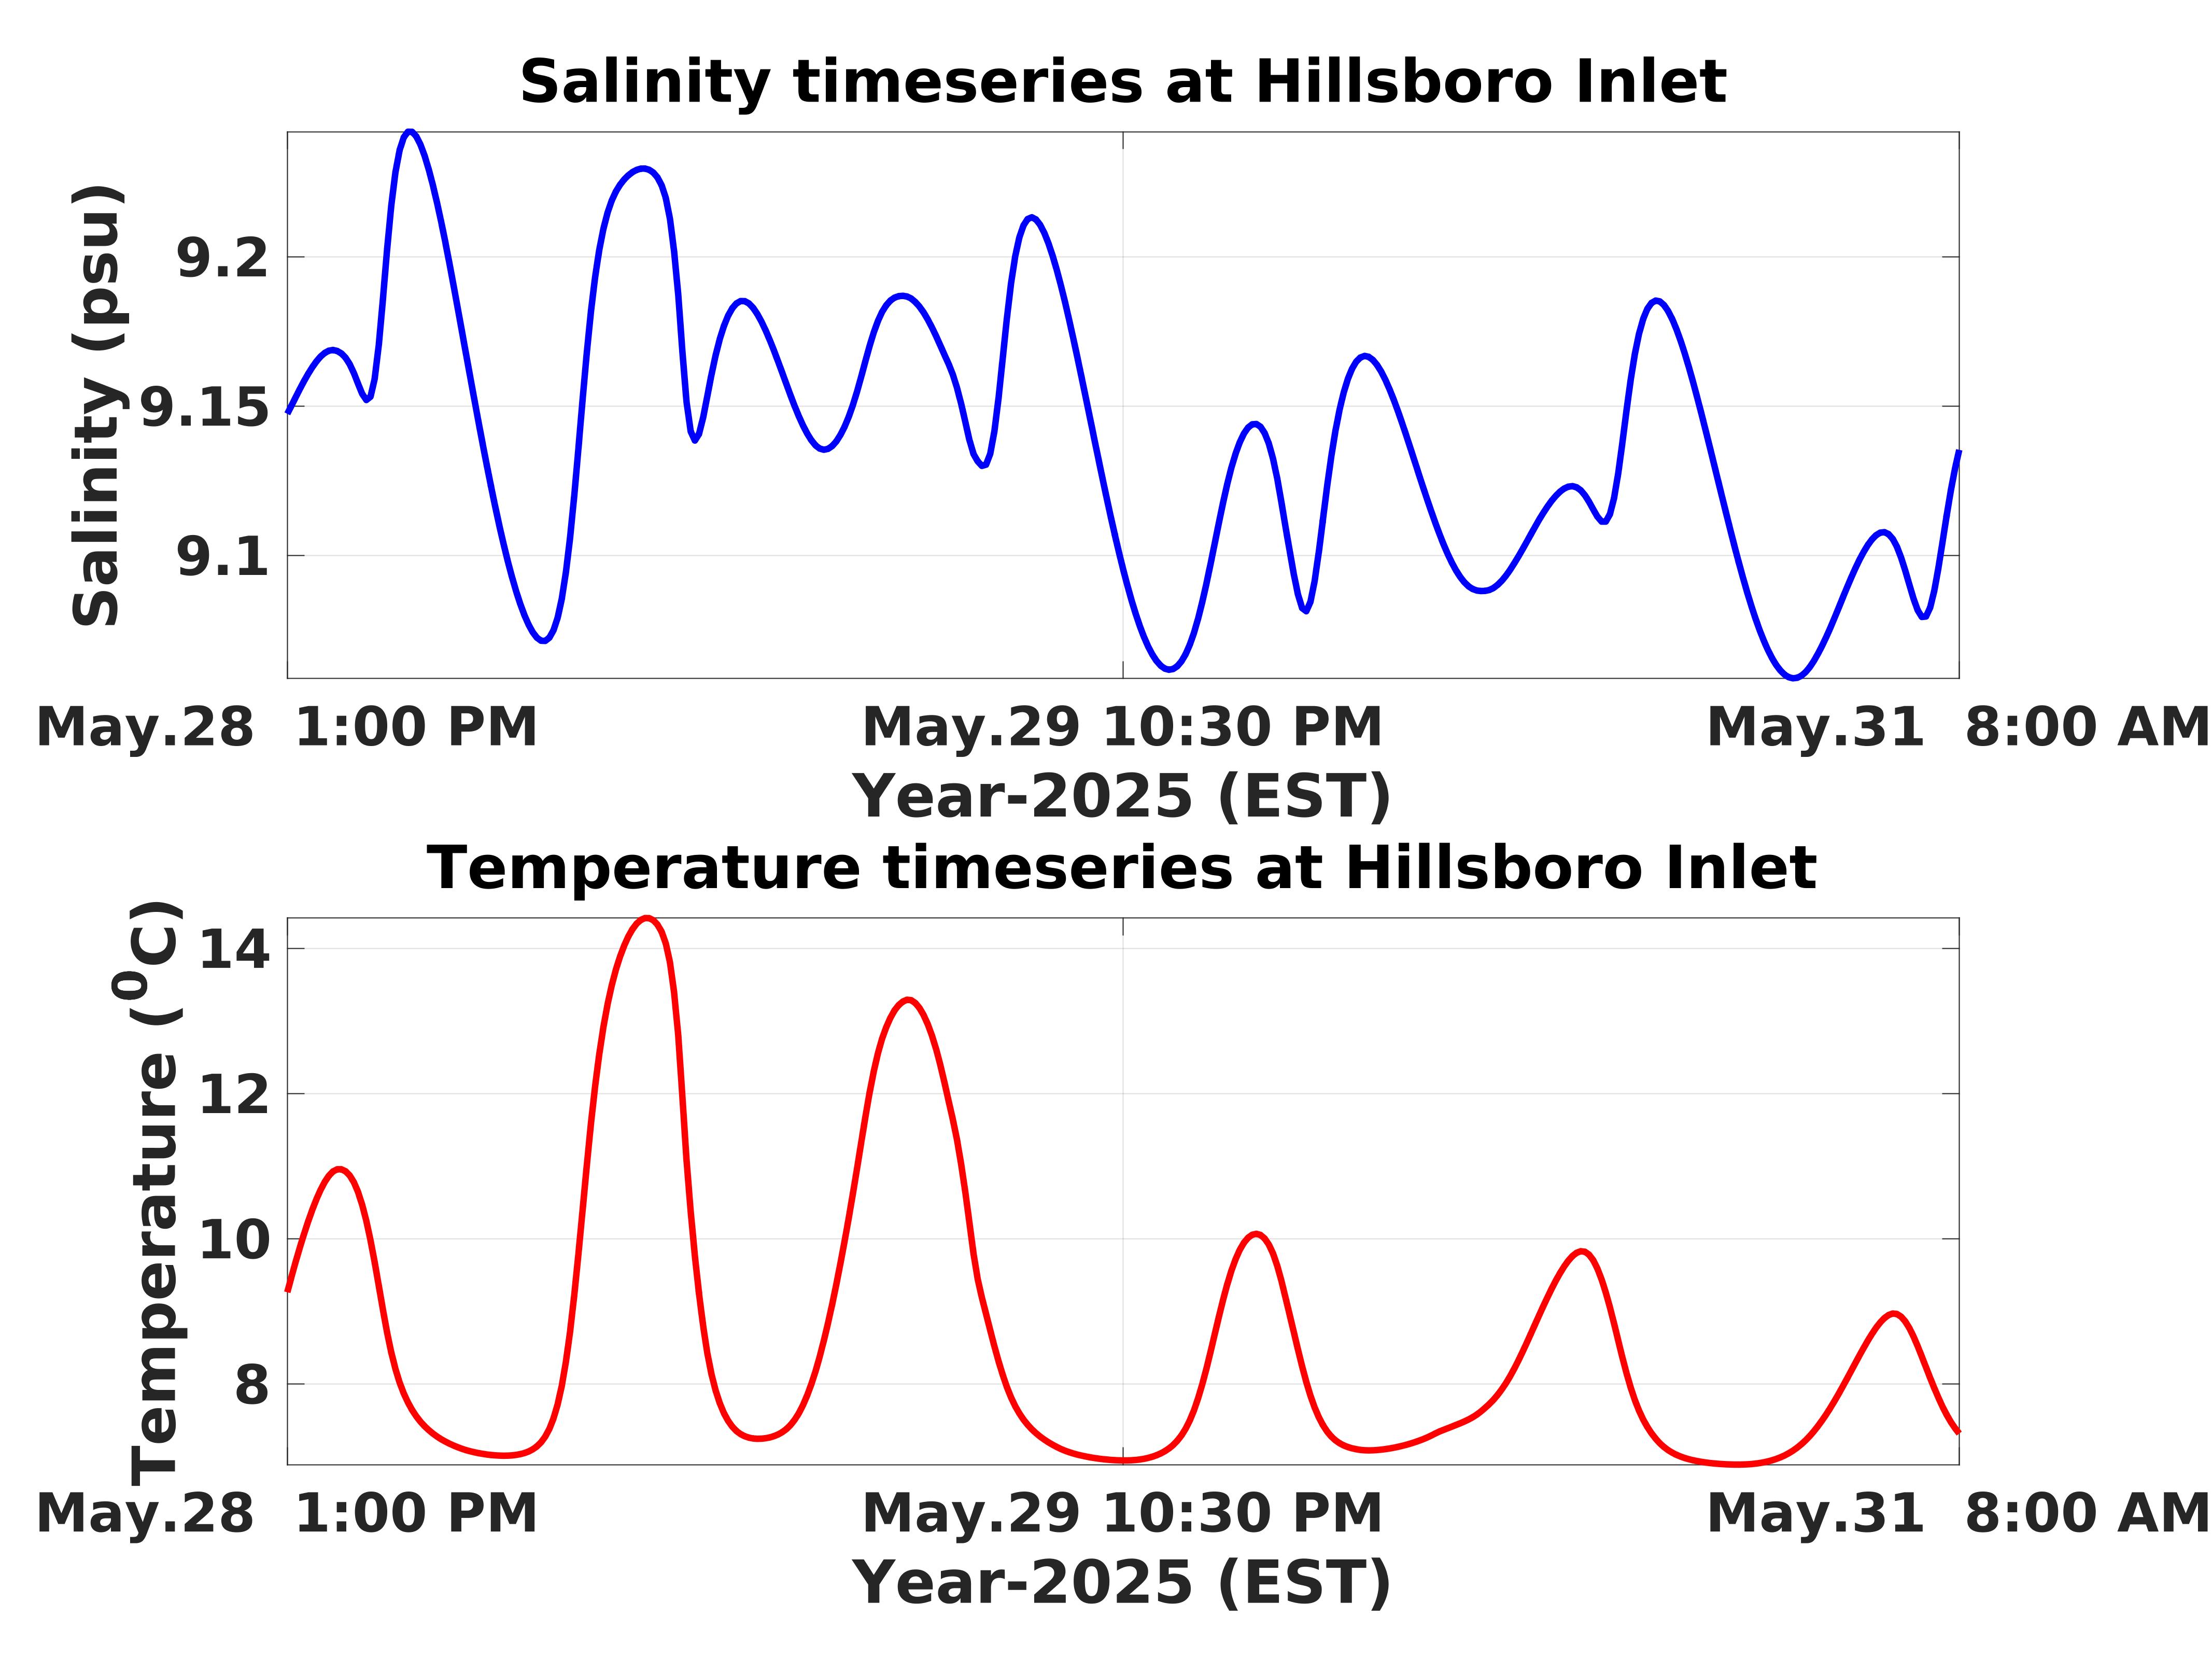 Salinity timeseries at Hillsboro Inlet
Salinity (psu)
9.2
9.15
9.1
May.28  1:00 PM
May.29 10:30 PM
May.31  8:00 AM
Year-2025 (EST)
Temperature timeseries at Hillsboro Inlet
Temperature (⁰C)
14
12
10
8
May.28  1:00 PM
May.29 10:30 PM
May.31  8:00 AM
Year-2025 (EST)